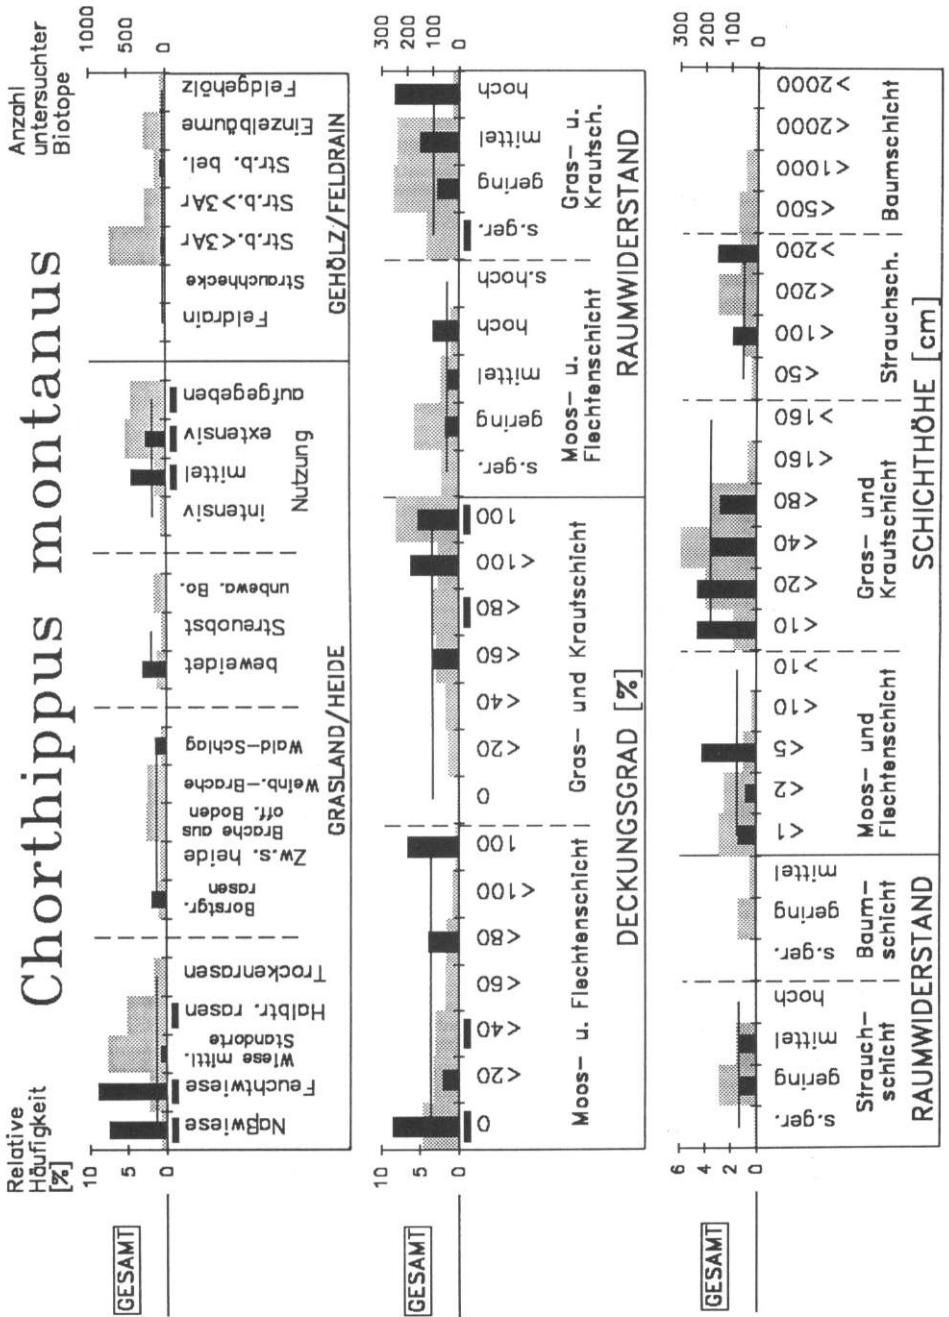 Chorthippus montanus
Relative
Häufigkeit
[%]
Anzahl
untersuchter
Biotope
GESAMT
10
5
0
1000
500
0
Naßwiese
Feuchtwiese
Wiese mittl.
Standorte
Halbtr. rasen
Trockenrasen
Borstgr.
rasen
Zw.s. heide
Brache aus
off. Boden
Weinb.-Brache
Wald-Schlag
beweidet
Streuobst
unbewa. Bo.
intensiv
mittel
extensiv
aufgegeben
Nutzung
Feldrain
Strauchhecke
Str.b.<3Ar
Str.b.>3Ar
Str.b. bel.
Einzelbäume
Feldgehölz
GRASLAND/HEIDE
GEHÖLZ/FELDRAIN
GESAMT
10
5
0
300
200
100
0
0
<20
<40
<60
<80
<100
100
Moos- u. Flechtenschicht
0
<20
<40
<60
<80
<100
100
Gras- und Krautschicht
s.ger.
gering
mittel
hoch
s.hoch
Moos- u.
Flechtenschicht
s.ger.
gering
mittel
hoch
Gras- u.
Krautsch.
DECKUNGSGRAD [%]
RAUMWIDERSTAND
GESAMT
6
4
2
0
300
200
100
0
s.ger.
gering
mittel
hoch
Strauch-
schicht
s.ger.
gering
mittel
Baum-
schicht
<1
<2
<5
<10
>10
Moos- und
Flechtenschicht
<10
<20
<40
<80
<160
>160
Gras- und
Krautschicht
<50
<100
<200
>200
Strauchsch.
<500
<1000
<2000
>2000
Baumschicht
RAUMWIDERSTAND
SCHICHTHÖHE [cm]